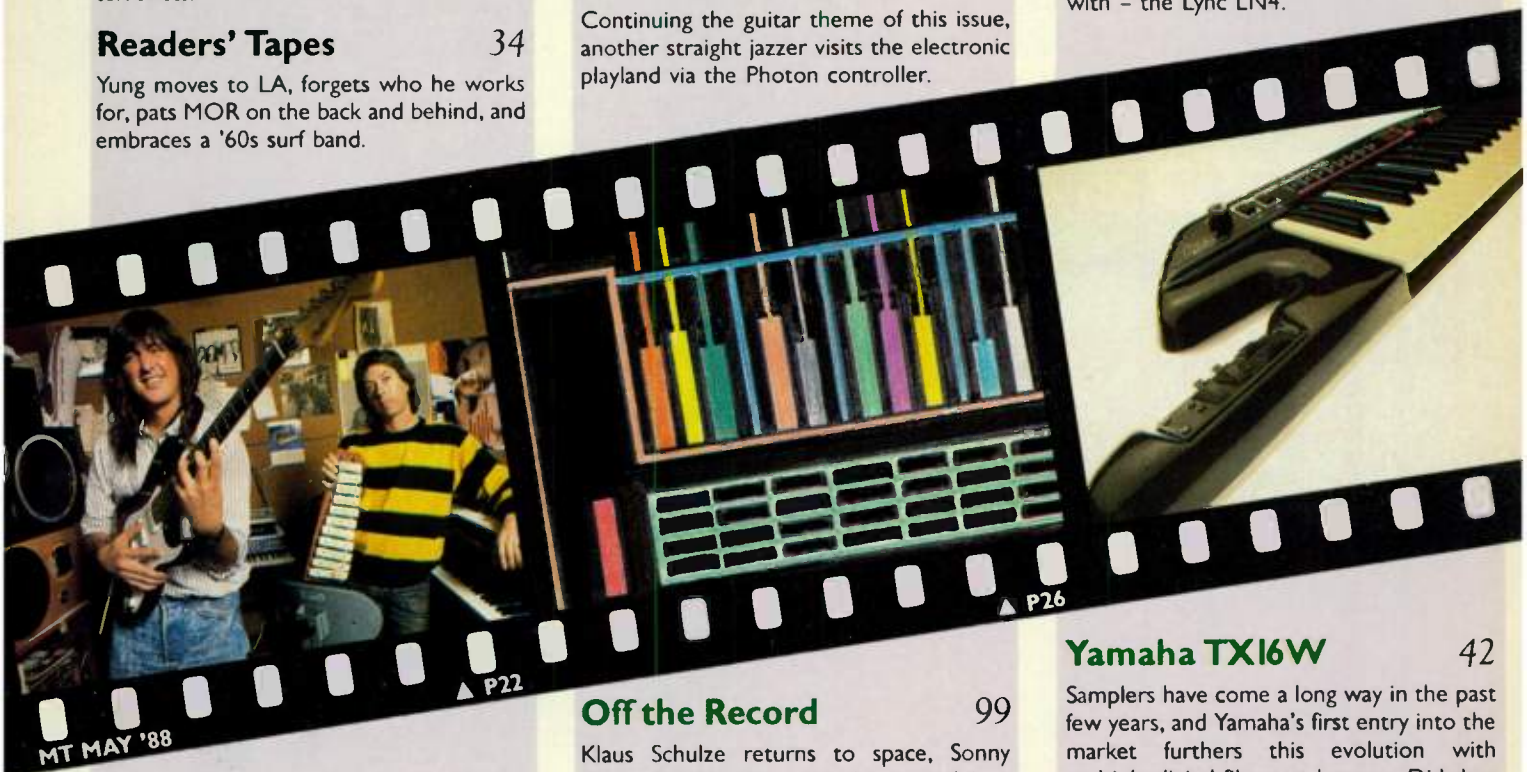 Readers' Tapes 34
Yung moves to LA, forgets who he works
for, pats MOR on the back and behind, and
embraces a '60s surf band.
Continuing the guitar theme of this issue,
another straight jazzer visits the electronic
playland via the Photon controller.
with – the Lync LN4.
▲ P22
▲ P26
MT MAY '88
Off the Record 99
Klaus Schulze returns to space, Sonny
Yamaha TX16W 42
Samplers have come a long way in the past
few years, and Yamaha's first entry into the
market furthers this evolution with